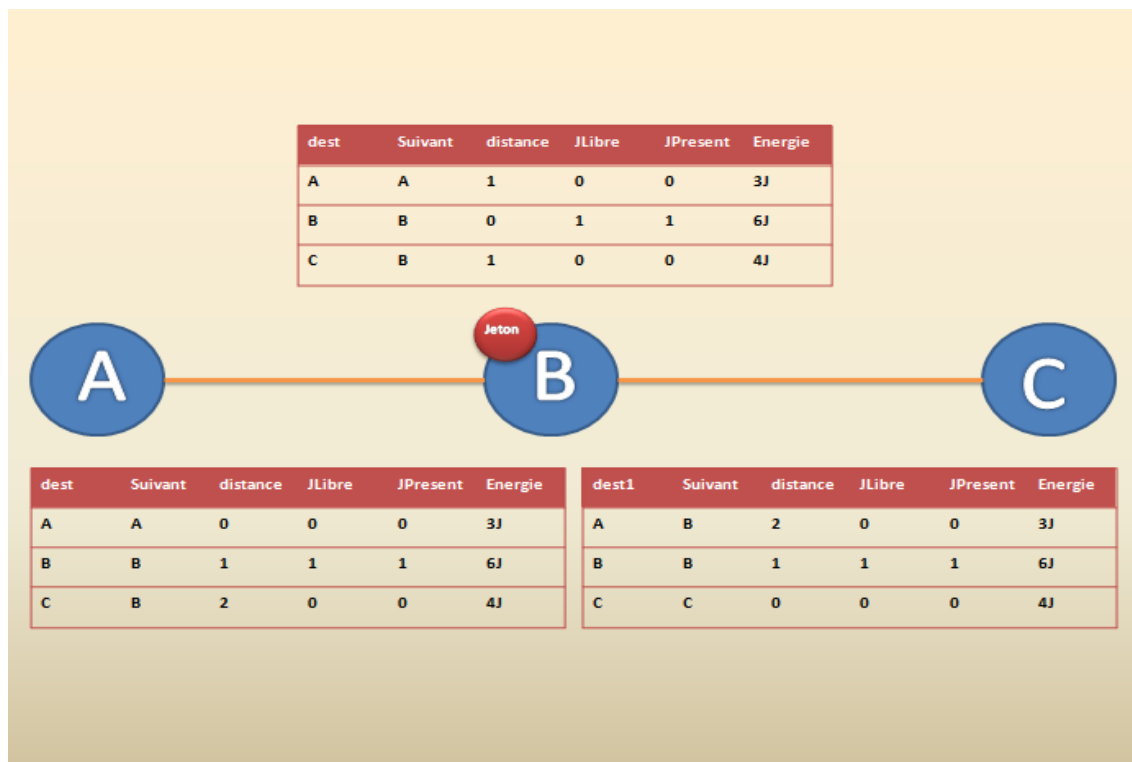 dest Suivant distance JLibre JPresent Energie
A A 1 0 0 3J
B B 0 1 1 6J
C B 1 0 0 4J
Jeton
A B C
dest Suivant distance JLibre JPresent Energie
A A 0 0 0 3J
B B 1 1 1 6J
C B 2 0 0 4J
dest1 Suivant distance JLibre JPresent Energie
A B 2 0 0 3J
B B 1 1 1 6J
C C 0 0 0 4J